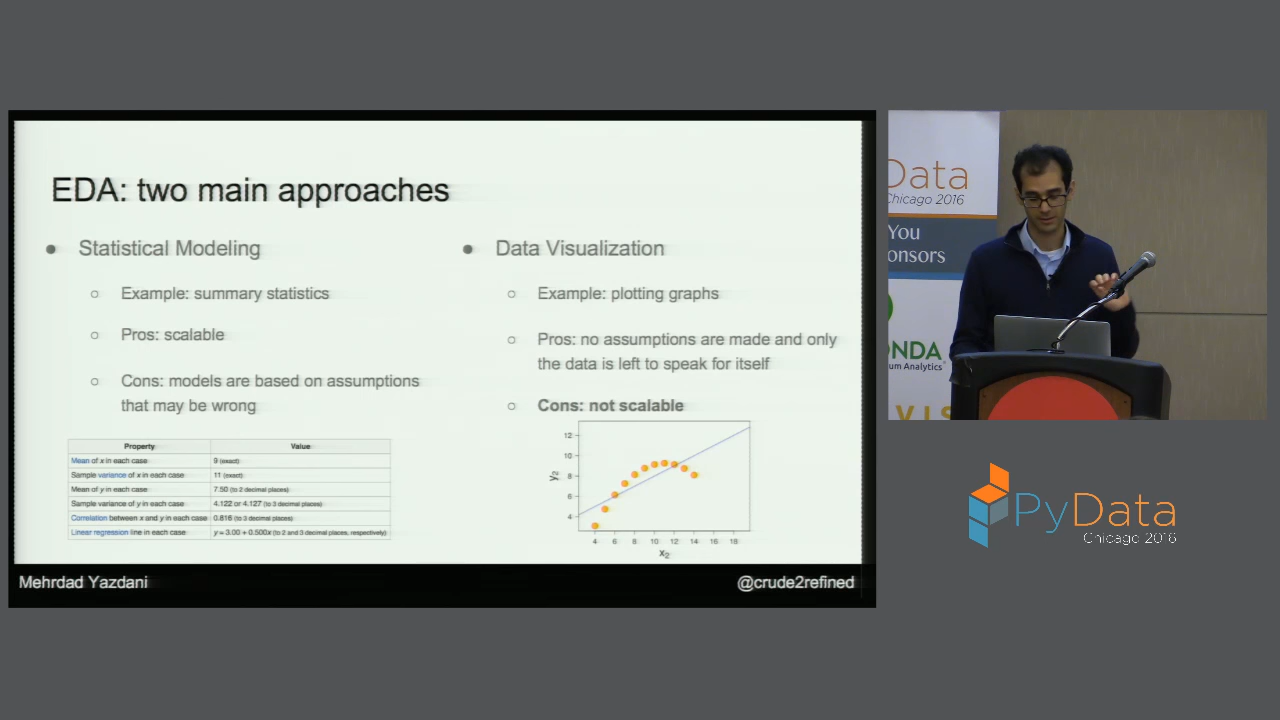 EDA: two main approaches
● Statistical Modeling
○ Example: summary statistics
○ Pros: scalable
○ Cons: models are based on assumptions
that may be wrong
Property Value
Mean of x in each case 9 (exact)
Sample variance of x in each case 11 (exact)
Mean of y in each case 7.50 (to 2 decimal places)
Sample variance of y in each case 4.122 or 4.127 (to 3 decimal places)
Correlation between x and y in each case 0.816 (to 3 decimal places)
Linear regression line in each case y = 3.00 + 0.500x (to 2 and 3 decimal places, respectively)
● Data Visualization
○ Example: plotting graphs
○ Pros: no assumptions are made and only
the data is left to speak for itself
○ Cons: not scalable
12
10
8
6
4
y2
4 6 8 10 12 14 16 18
x2
Mehrdad Yazdani @crude2refined
Data
Chicago 2016
You
onsors
NDA
um Analytics
VIS
PyData
Chicago 2016